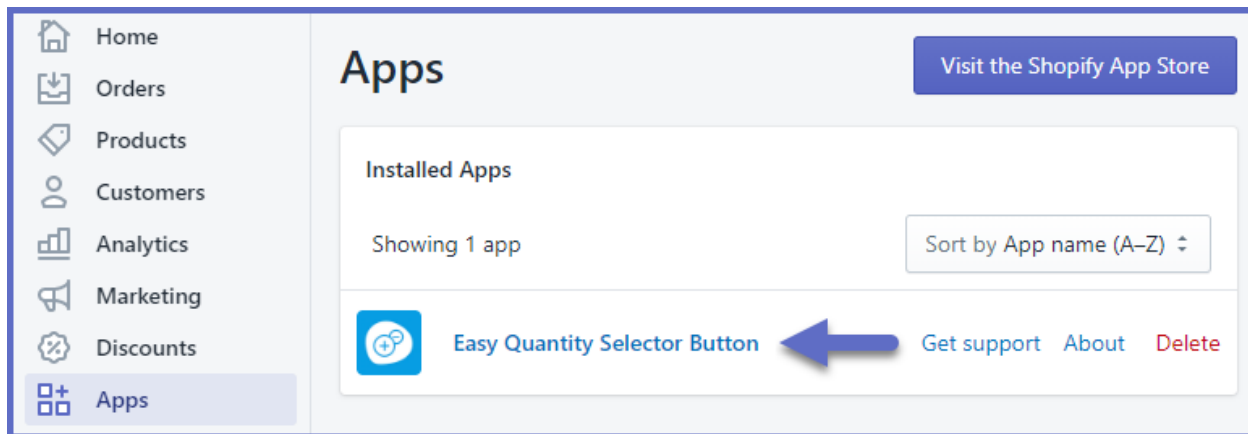 Home
Orders
Products
Customers
Analytics
Marketing
Discounts
Apps
Apps
Visit the Shopify App Store
Installed Apps
Showing 1 app
Sort by App name (A–Z)
Easy Quantity Selector Button
Get support About Delete